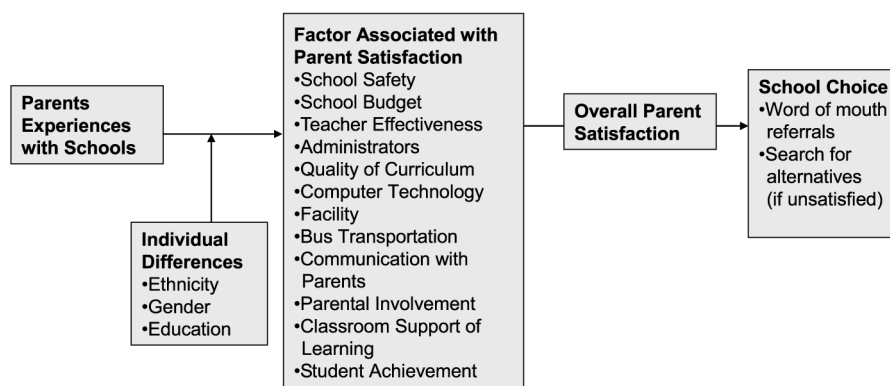 Parents
Experiences
with Schools
Individual
Differences
•Ethnicity
•Gender
•Education
Factor Associated with
Parent Satisfaction
•School Safety
•School Budget
•Teacher Effectiveness
•Administrators
•Quality of Curriculum
•Computer Technology
•Facility
•Bus Transportation
•Communication with
Parents
•Parental Involvement
•Classroom Support of
Learning
•Student Achievement
Overall Parent
Satisfaction
School Choice
•Word of mouth
referrals
•Search for
alternatives
(if unsatisfied)